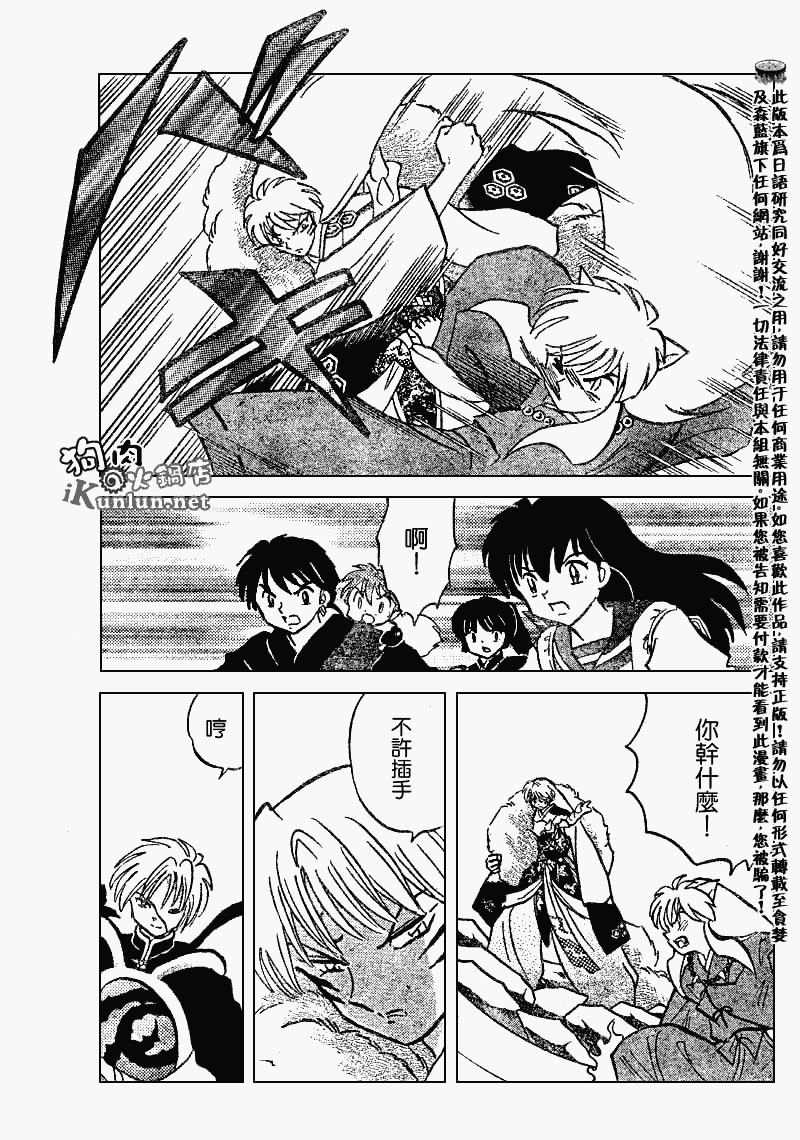 此版本爲日語研究同好交流之用，請勿用于任何商業用途。如您喜歡此作品，請支持正版！請勿以任何形式轉載至貪婪
及森藍旗下任何網站，謝謝！一切法律責任與本組無關。如果您被告知需要付款才能看到此漫畫，那麼，您被騙了！
狗肉火鍋店
iKunlun.net
啊！
你幹什麼！
不許插手
哼